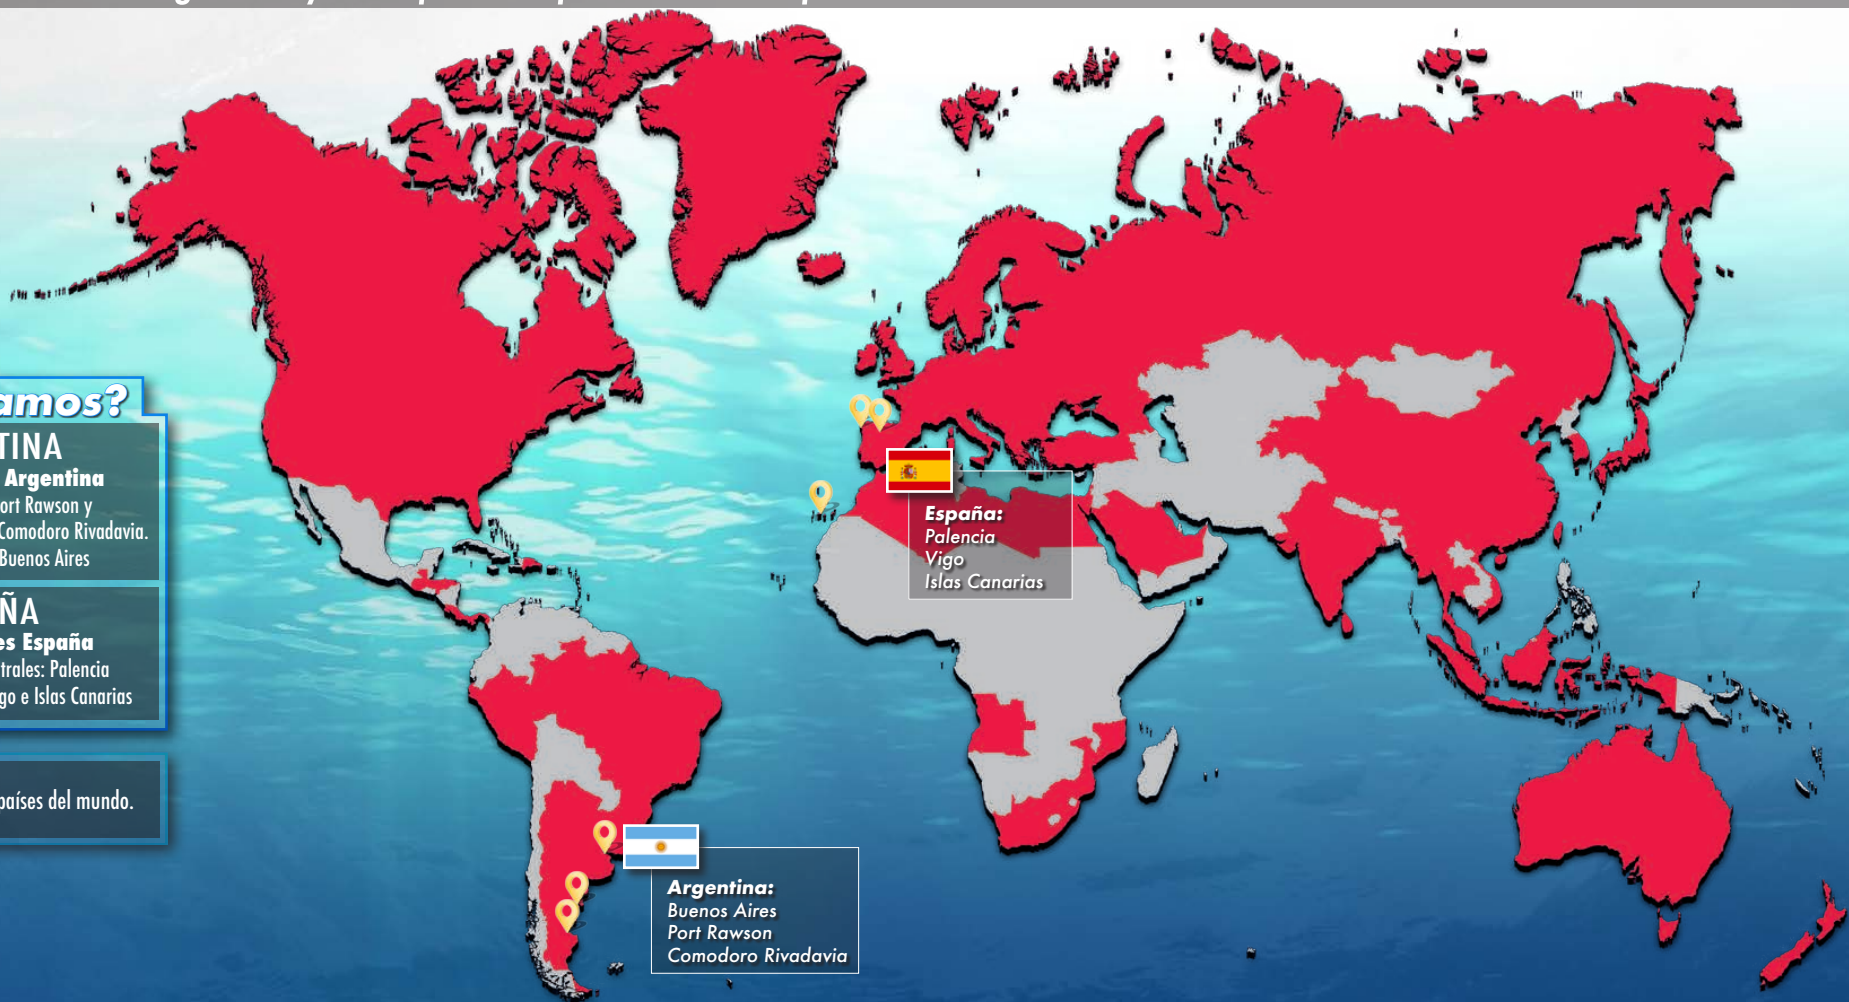 amos?
TINA
Argentina
ort Rawson y
Comodoro Rivadavia.
Buenos Aires
ÑA
es España
trales: Palencia
go e Islas Canarias
países del mundo.
España:
Palencia
Vigo
Islas Canarias
Argentina:
Buenos Aires
Port Rawson
Comodoro Rivadavia